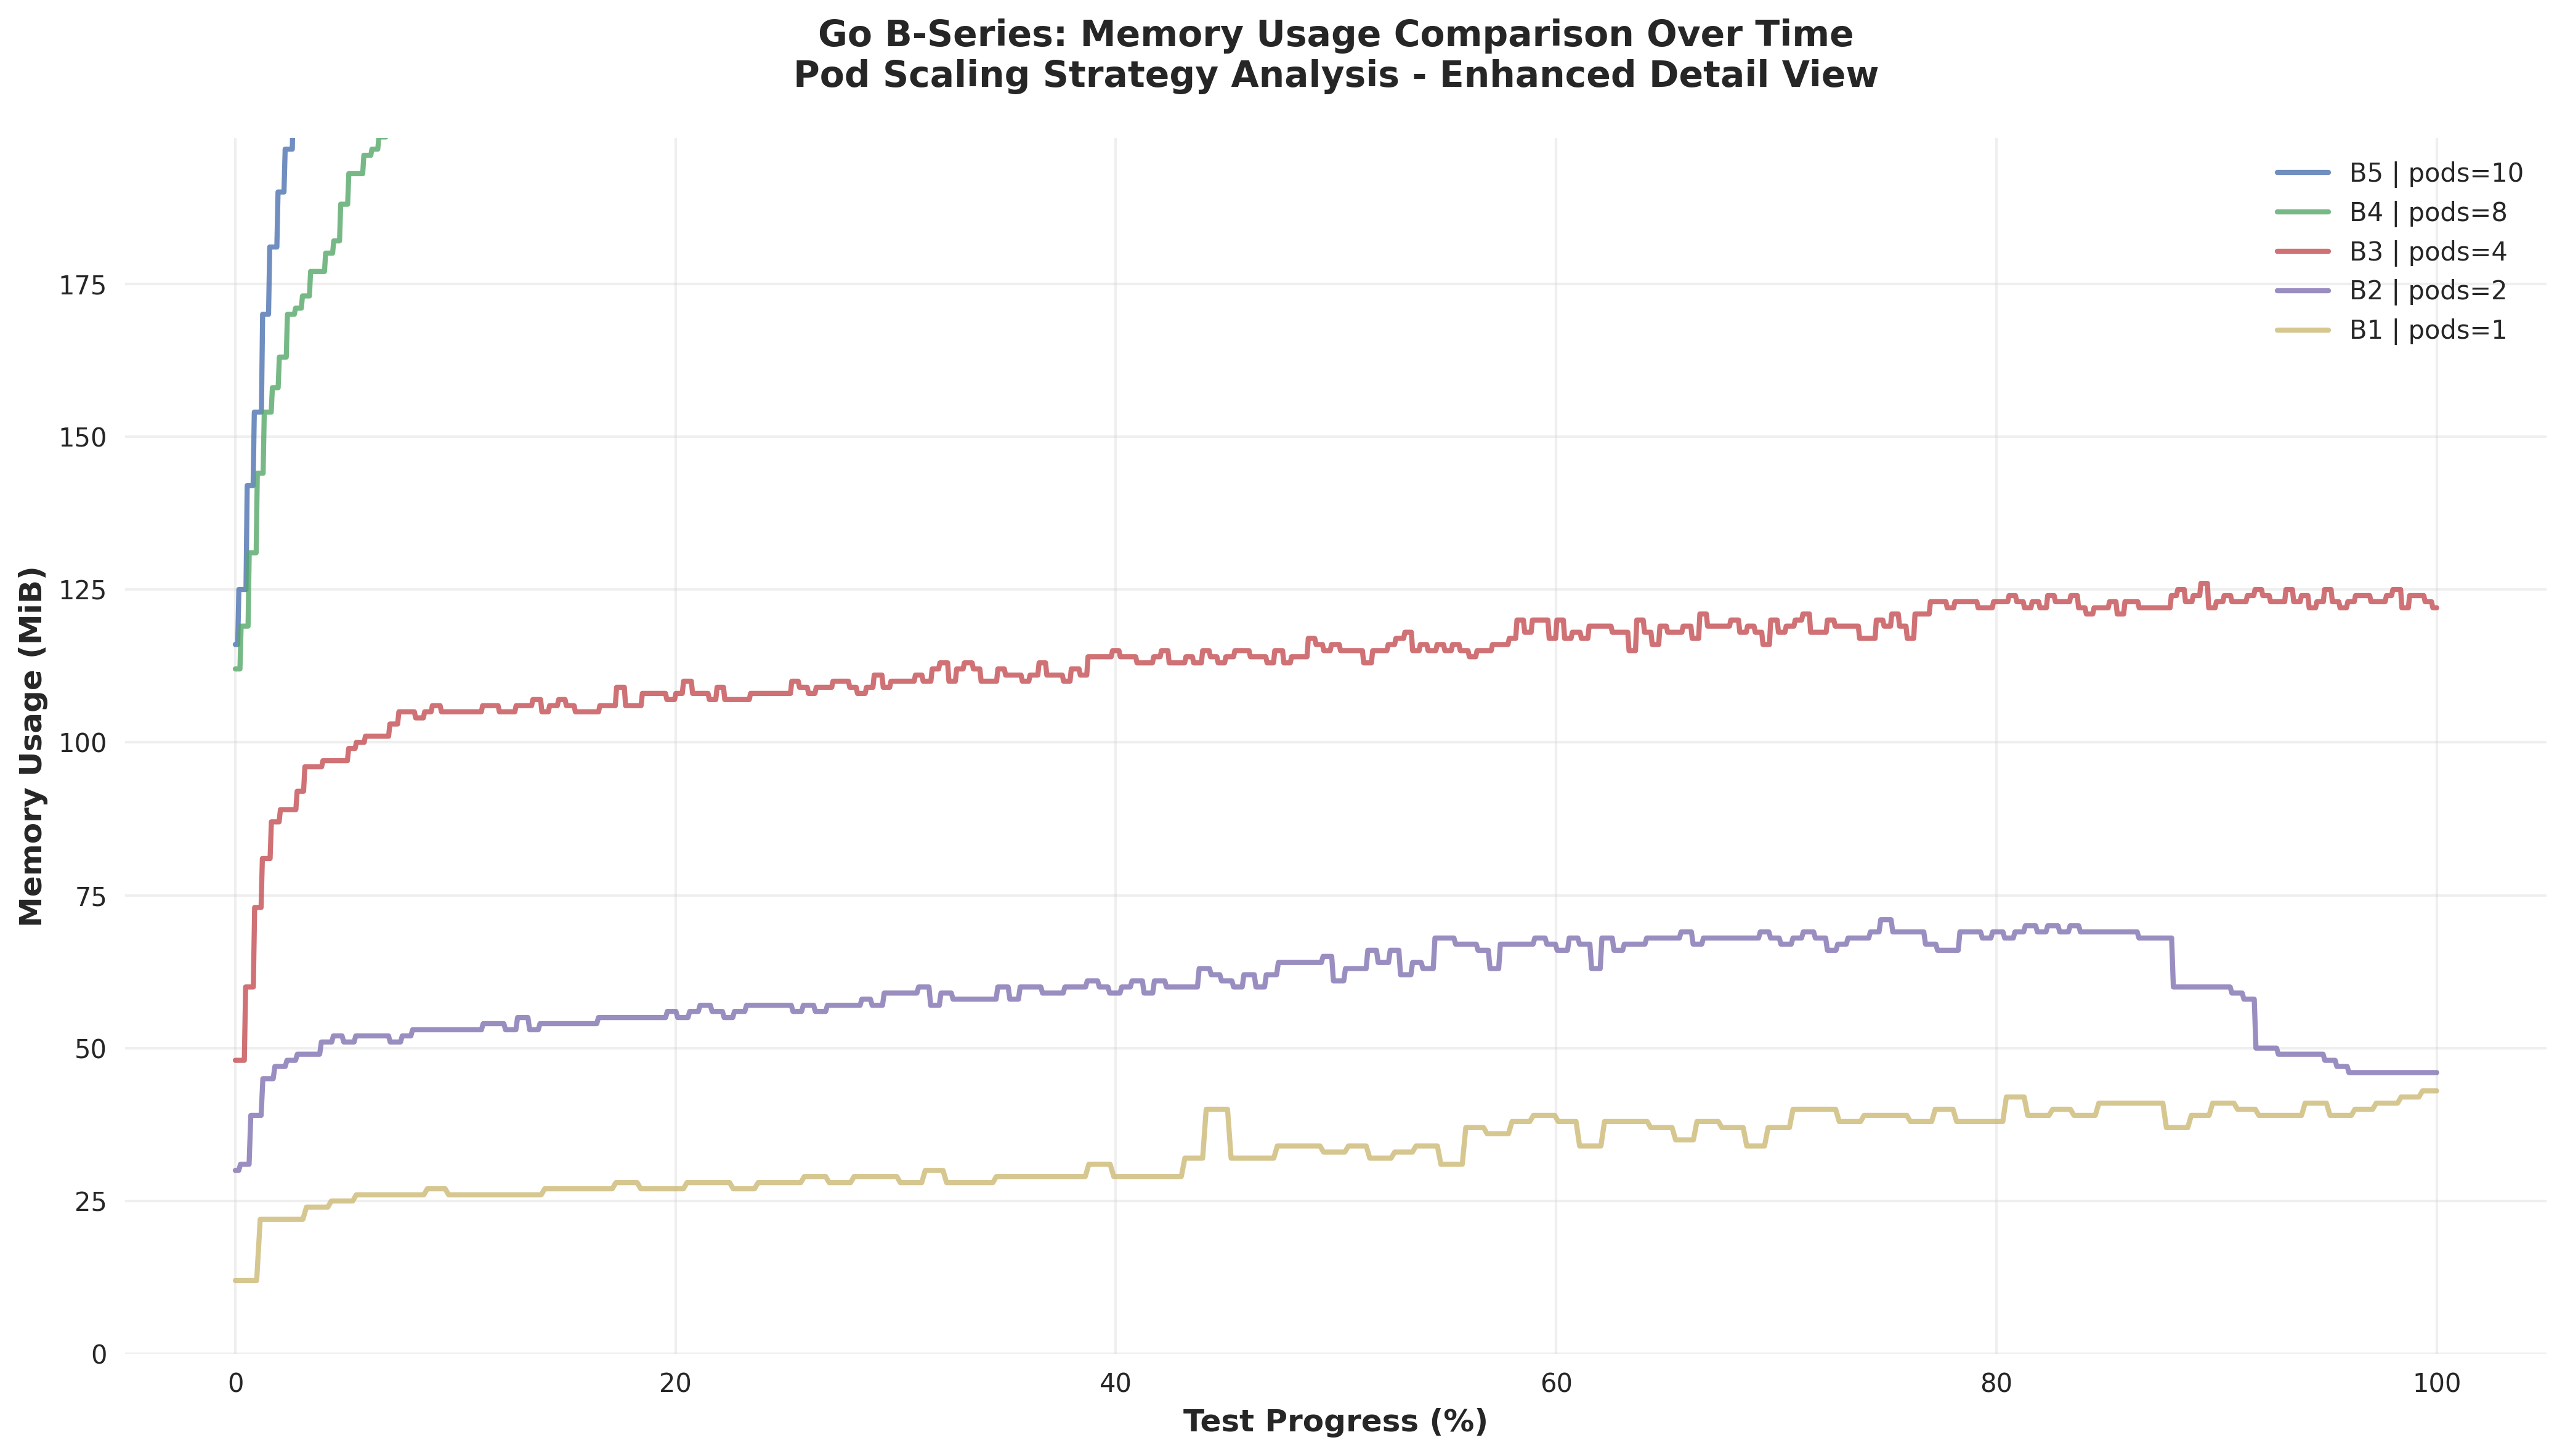 Go B-Series: Memory Usage Comparison Over Time
Pod Scaling Strategy Analysis - Enhanced Detail View
B5 | pods=10
B4 | pods=8
B3 | pods=4
B2 | pods=2
B1 | pods=1
Memory Usage (MiB)
175
150
125
100
75
50
25
0
0 20 40 60 80 100
Test Progress (%)